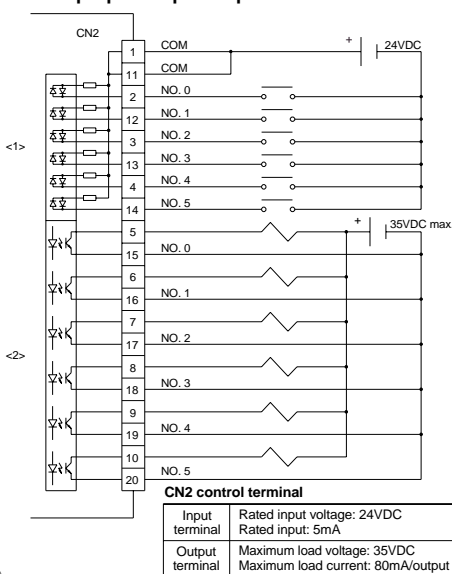 CN2
1 COM + 24VDC
11 COM
2 NO. 0
12 NO. 1
<1> 3 NO. 2
13 NO. 3
4 NO. 4
14 NO. 5
5 + 35VDC max
15 NO. 0
6
16 NO. 1
7
17 NO. 2
<2> 8
18 NO. 3
9
19 NO. 4
10
20 NO. 5
CN2 control terminal
Input terminal Rated input voltage: 24VDC
Rated input: 5mA
Output terminal Maximum load voltage: 35VDC
Maximum load current: 80mA/output